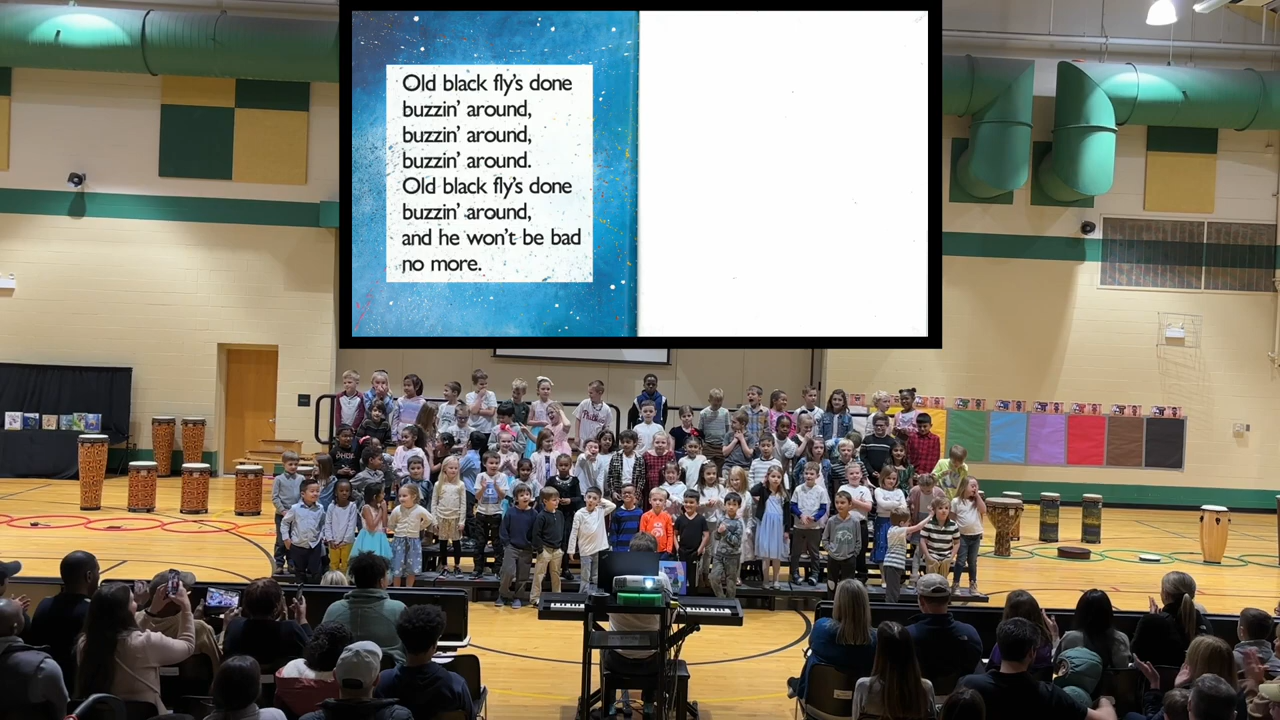 Old black fly's done
buzzin' around,
buzzin' around,
buzzin' around.
Old black fly's done
buzzin' around,
and he won't be bad
no more.